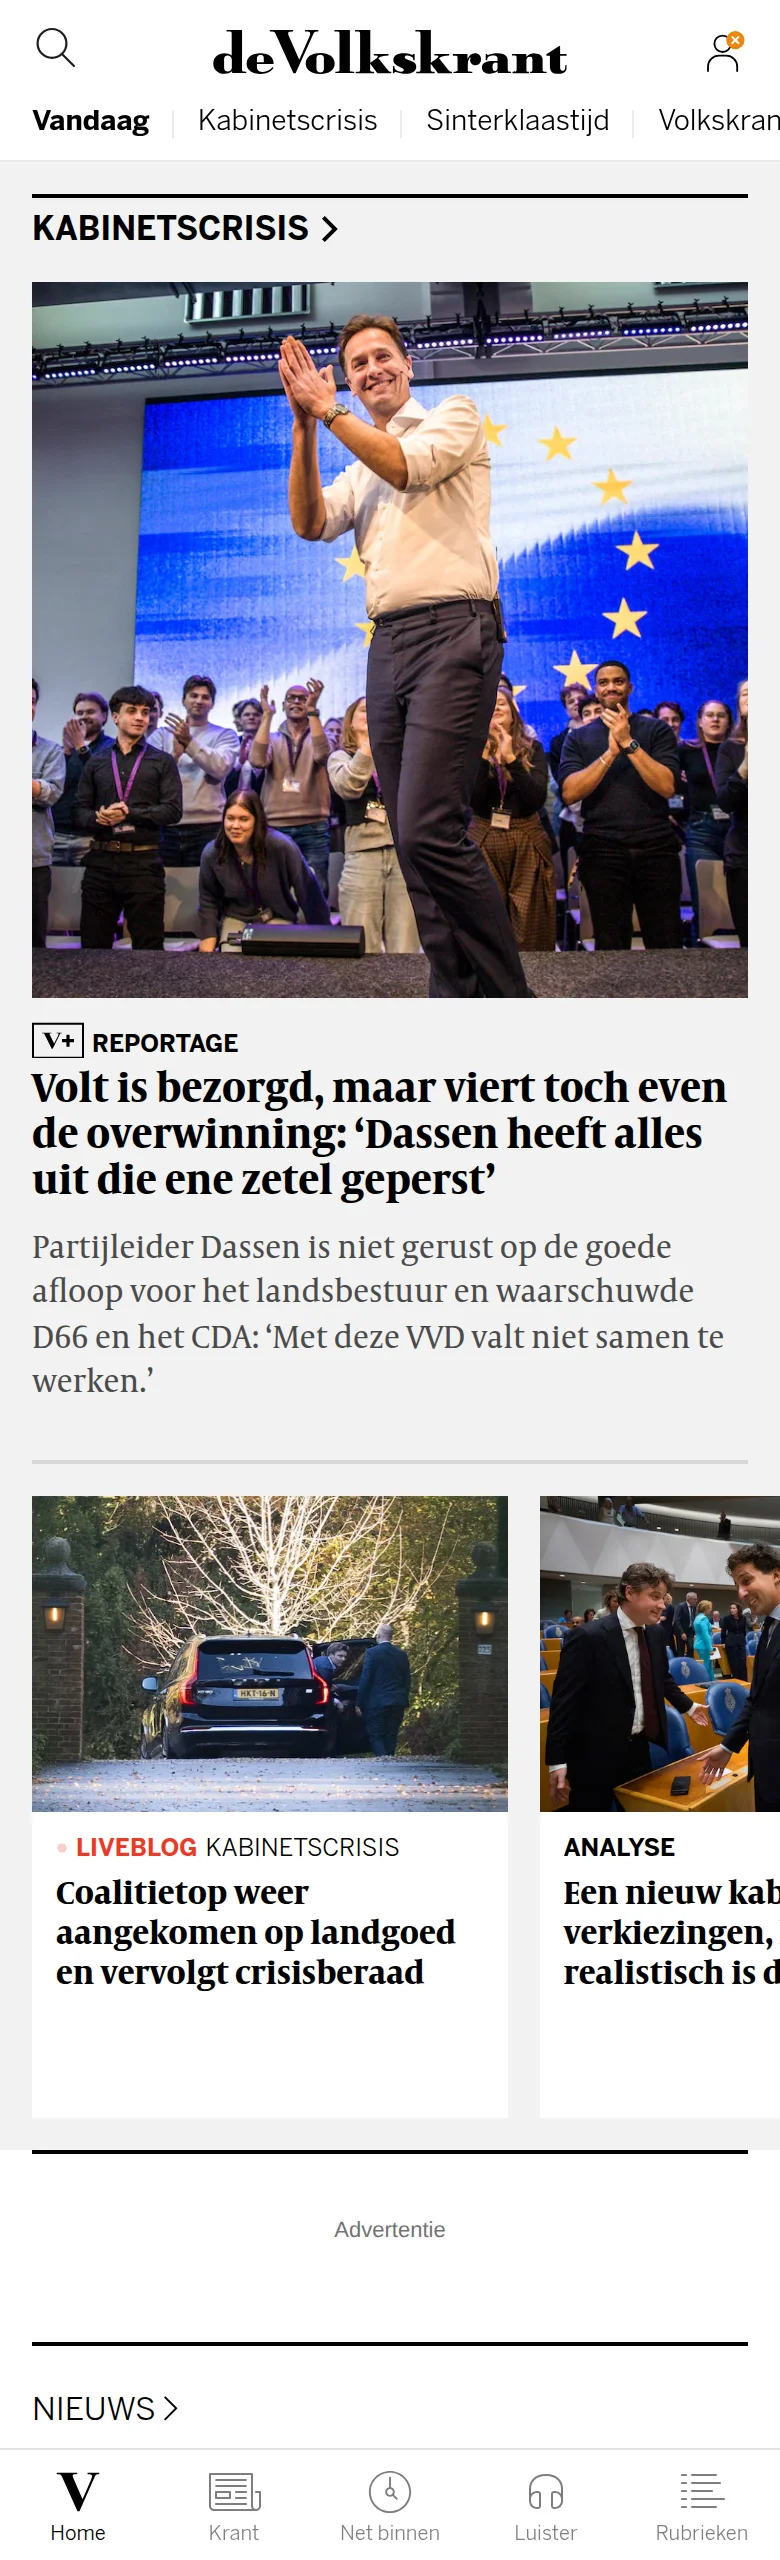 deVolkskrant
Vandaag
Kabinetscrisis
Sinterklaastijd
Volkskran
KABINETSCRISIS
V+ REPORTAGE
Volt is bezorgd, maar viert toch even
de overwinning: ‘Dassen heeft alles
uit die ene zetel geperst’
Partijleider Dassen is niet gerust op de goede
afloop voor het landsbestuur en waarschuwde
D66 en het CDA: ‘Met deze VVD valt niet samen te
werken.’
HKT-16-N
LIVEBLOG KABINETSCRISIS
Coalitietop weer
aangekomen op landgoed
en vervolgt crisisberaad
ANALYSE
Een nieuw kab
verkiezingen,
realistisch is d
Advertentie
NIEUWS
V
Home
Krant
Net binnen
Luister
Rubrieken